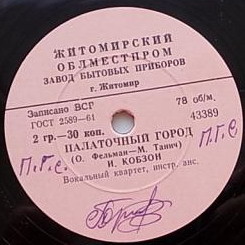 ЖИТОМИРСКИЙ
ОБЛМЕСТПРОМ
ЗАВОД БЫТОВЫХ ПРИБОРОВ
г. Житомир
Записано ВСГ
78 об/м.
ГОСТ 2589—61
43389
2 гр.—30 коп.
П.Г.С
ПАЛАТОЧНЫЙ ГОРОД
(О. Фельцман—М. Танич)
П.Г.С.
И. КОБЗОН
Вокальный квартет, инстр. анс.